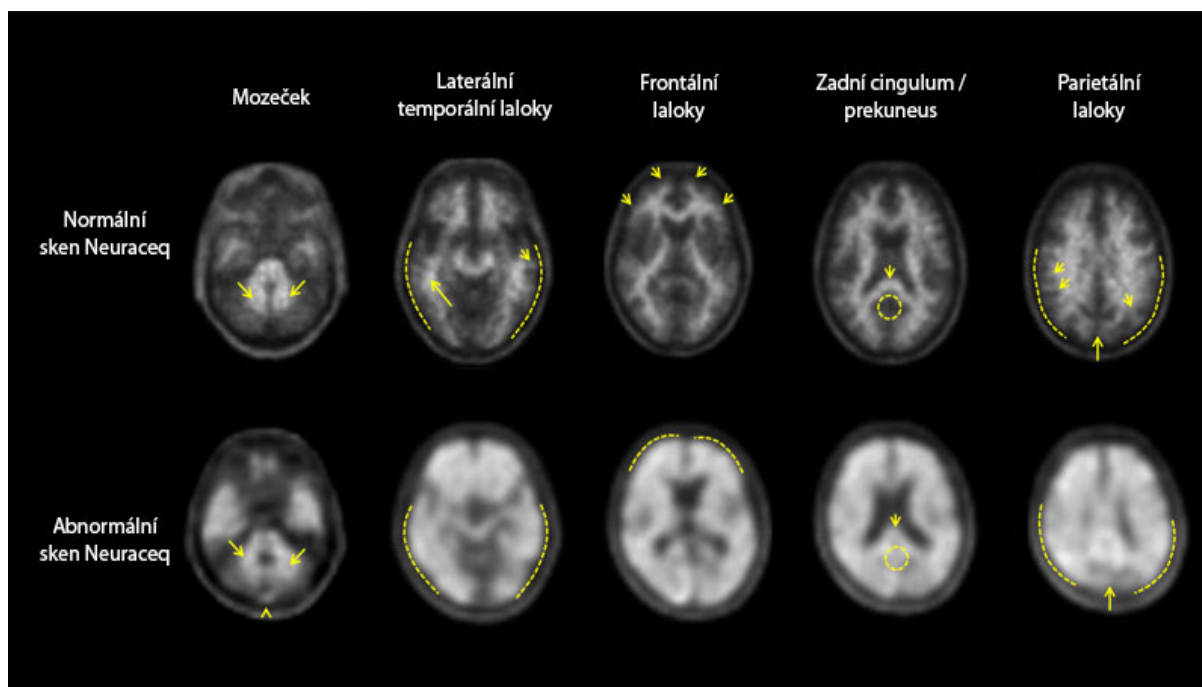 Mozeček
Laterální
temporální laloky
Frontální
laloky
Zadní cingulum /
prekuneus
Parietální
laloky
Normální
sken Neuraceq
Abnormální
sken Neuraceq